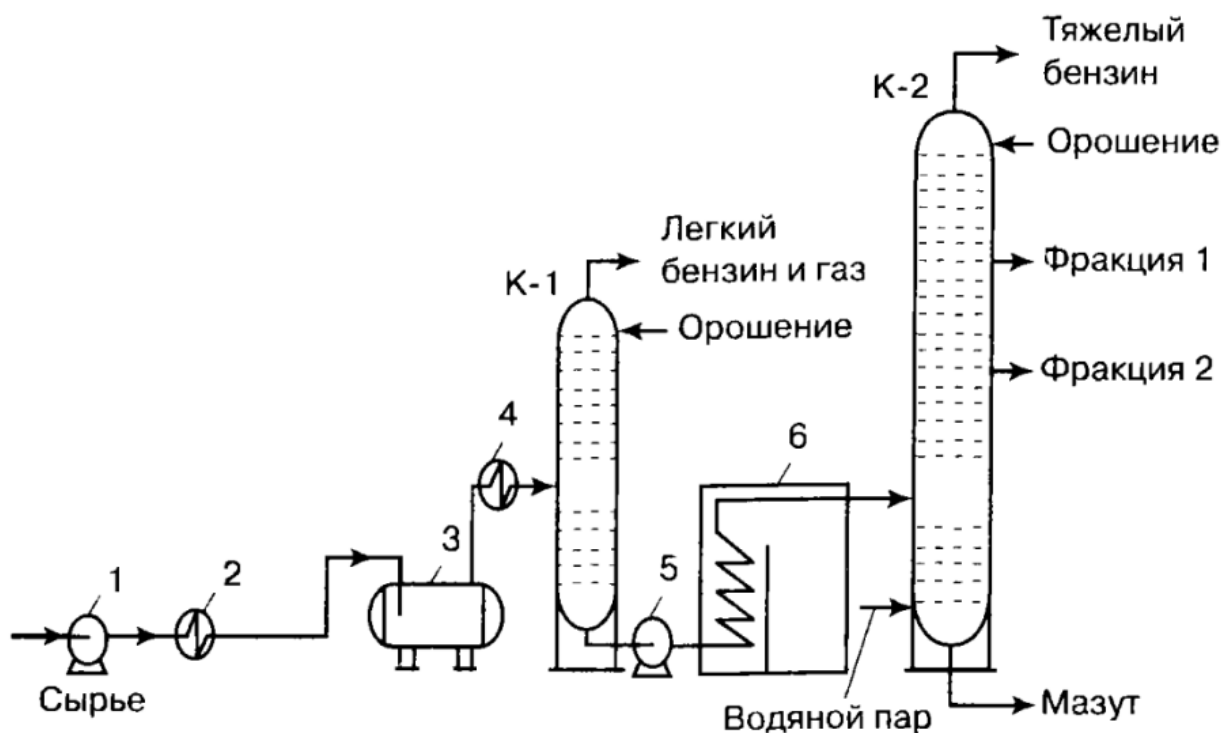 Тяжелый
бензин
К-2
Орошение
Легкий
бензин и газ
К-1
Орошение
Фракция 1
Фракция 2
4
6
3
5
1
2
Сырье
Водяной пар
Мазут